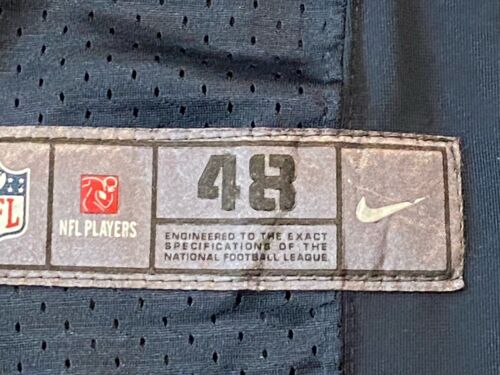 NFL
NFL PLAYERS
48
ENGINEERED TO THE EXACT
SPECIFICATIONS OF THE
NATIONAL FOOTBALL LEAGUE.